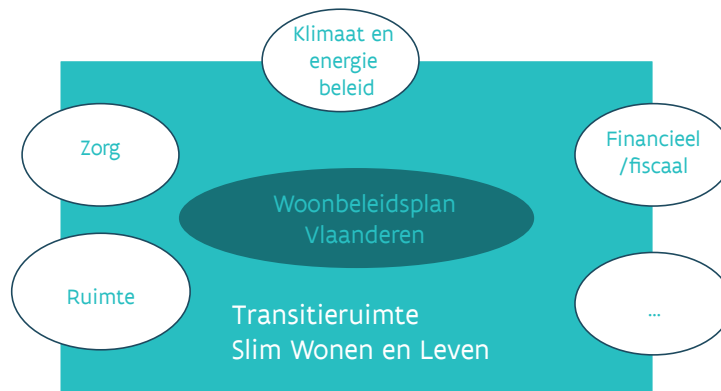 Klimaat en
energie
beleid
Zorg
Financieel
/fiscaal
Woonbeleidsplan
Vlaanderen
Ruimte
...
Transitieruimte
Slim Wonen en Leven